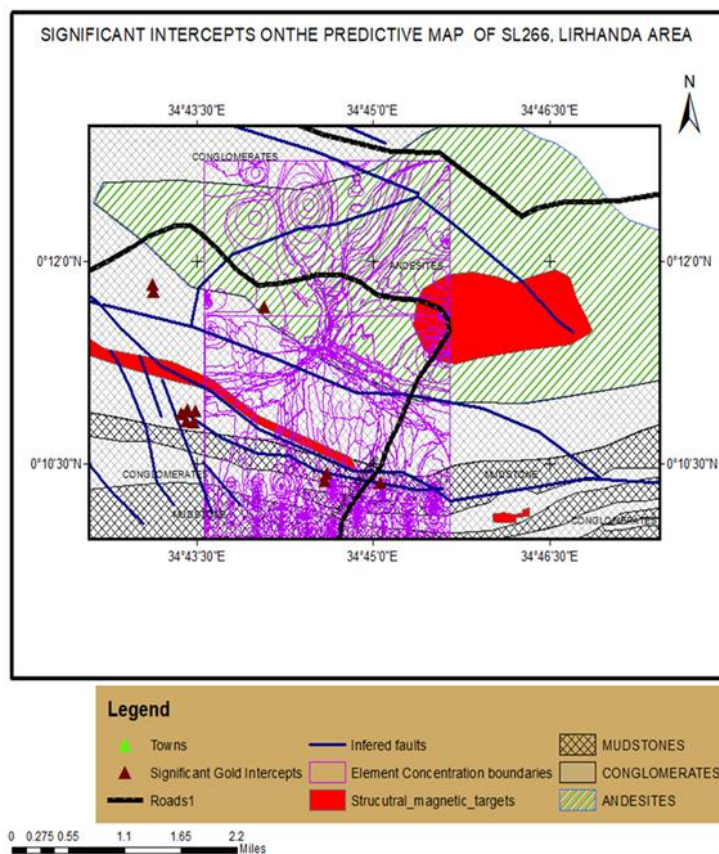 SIGNIFICANT INTERCEPTS ONTHE PREDICTIVE MAP OF SL266, LIRHANDA AREA
N
34°43'30"E 34°45'0"E 34°46'30"E
CONGLOMERATES
0°12'0"N 0°12'0"N
ANDESITES
0°10'30"N 0°10'30"N
CONGLOMERATES MUDSTONE
MUDSTONE CONGLOMERATES
34°43'30"E 34°45'0"E 34°46'30"E
Legend
Towns Infered faults MUDSTONES
Significant Gold Intercepts Element Concentration boundaries CONGLOMERATES
Roads1 Strucutral_magnetic_targets ANDESITES
0 0.275 0.55 1.1 1.65 2.2
Miles